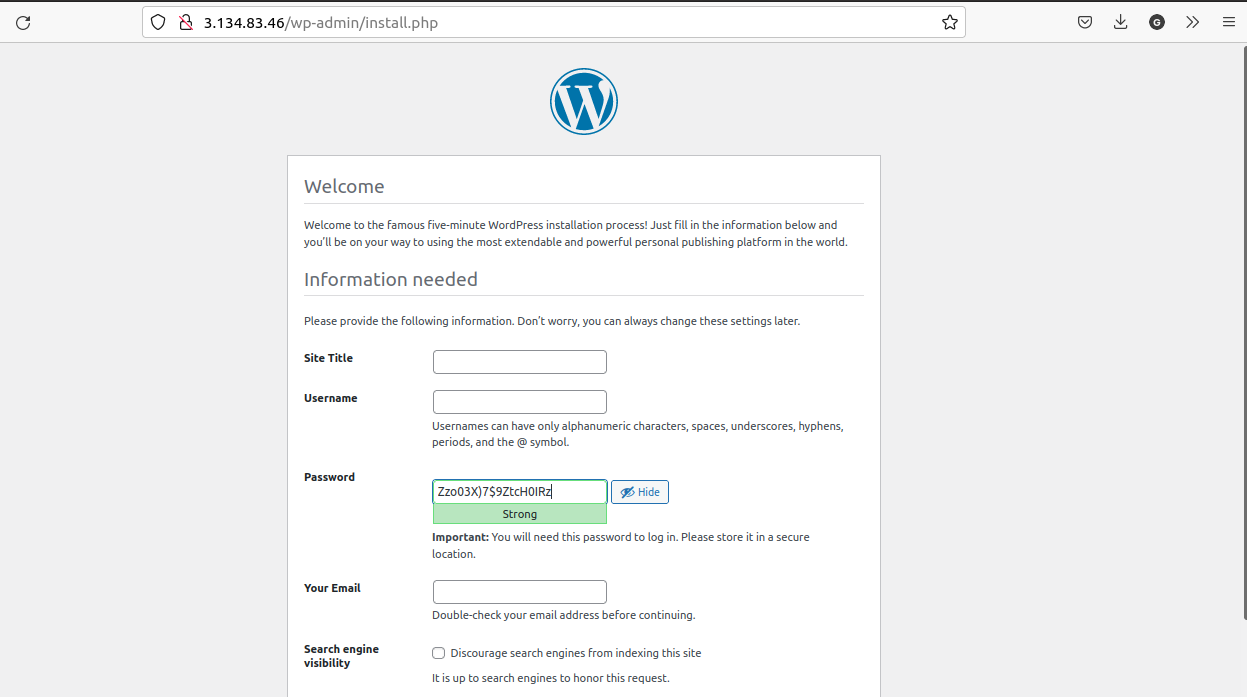 3.134.83.46/wp-admin/install.php
G
Welcome
Welcome to the famous five-minute WordPress installation process! Just fill in the information below and
you'll be on your way to using the most extendable and powerful personal publishing platform in the world.
Information needed
Please provide the following information. Don't worry, you can always change these settings later.
Site Title
Username
Usernames can have only alphanumeric characters, spaces, underscores, hyphens,
periods, and the @ symbol.
Password
Zzo03X)7$9ZtcH0IRz
Hide
Strong
Important: You will need this password to log in. Please store it in a secure
location.
Your Email
Double-check your email address before continuing.
Search engine
visibility
Discourage search engines from indexing this site
It is up to search engines to honor this request.